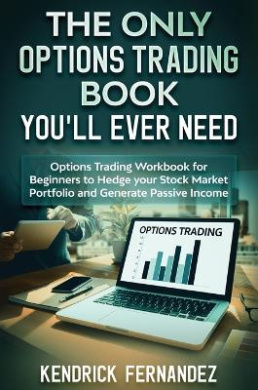 THE ONLY
OPTIONS TRADING
BOOK
YOU'LL EVER NEED
Options Trading Workbook for
Beginners to Hedge your Stock Market
Portfolio and Generate Passive Income
OPTIONS TRADING
KENDRICK FERNANDEZ